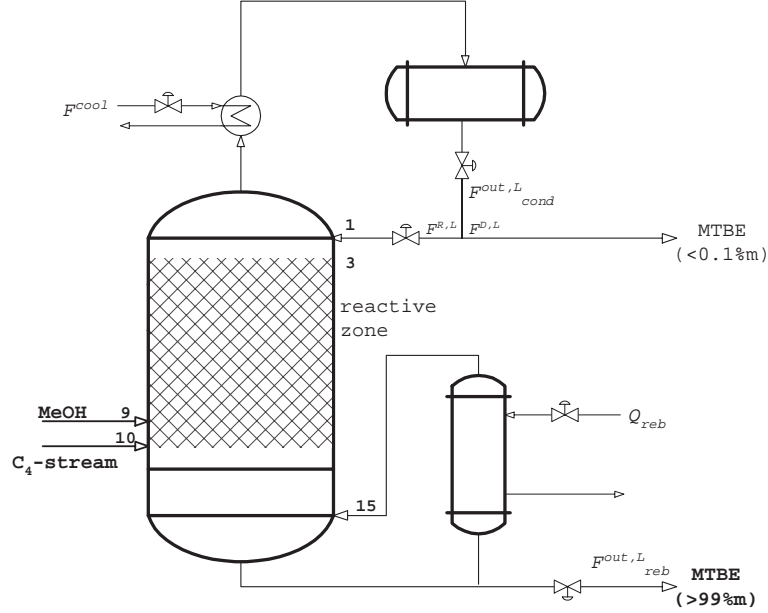 F^cool
F^out,L_cond
1
F^R,L F^D,L
MTBE
(<0.1%m)
3
reactive
zone
MeOH 9
10
C₄-stream
Q_reb
15
F^out,L_reb
MTBE
(>99%m)